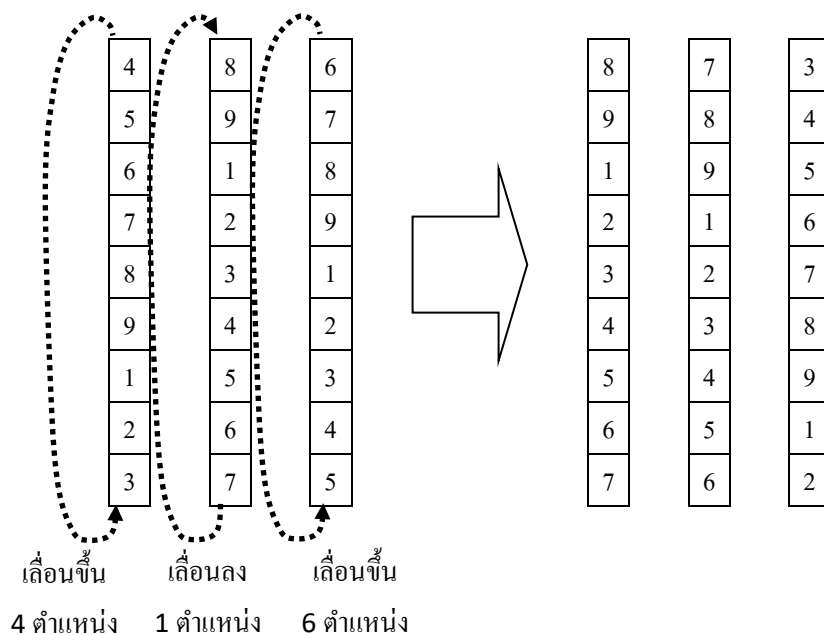 4 8 6 8 7 3
5 9 7 9 8 4
6 1 8 1 9 5
7 2 9 2 1 6
8 3 1 3 2 7
9 4 2 4 3 8
1 5 3 5 4 9
2 6 4 6 5 1
3 7 5 7 6 2
เลื่อนขึ้น เลื่อนลง เลื่อนขึ้น
4 ตำแหน่ง 1 ตำแหน่ง 6 ตำแหน่ง